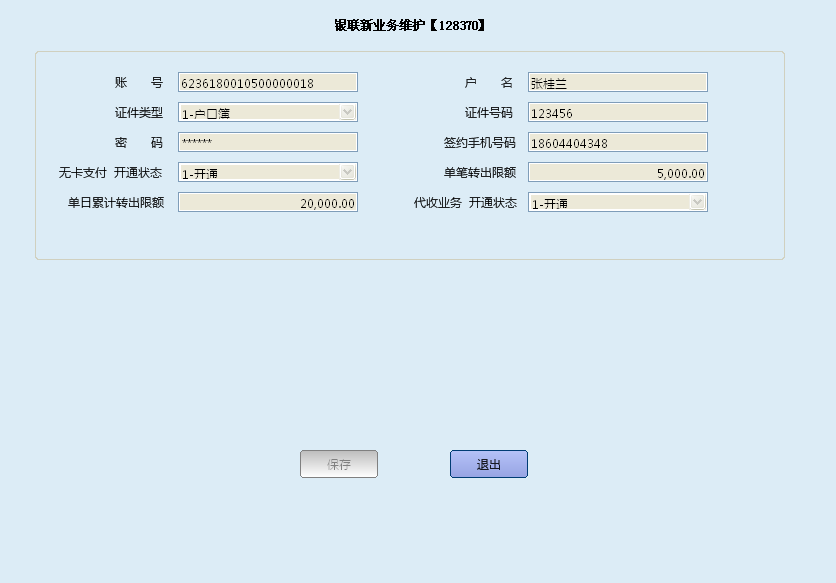 银联新业务维护【128370】
账 号 6236180010500000018 户 名 张桂兰
证件类型 1-户口簿 证件号码 123456
密 码 ****** 签约手机号码 18604404348
无卡支付 开通状态 1-开通 单笔转出限额 5,000.00
单日累计转出限额 20,000.00 代收业务 开通状态 1-开通
保存 退出